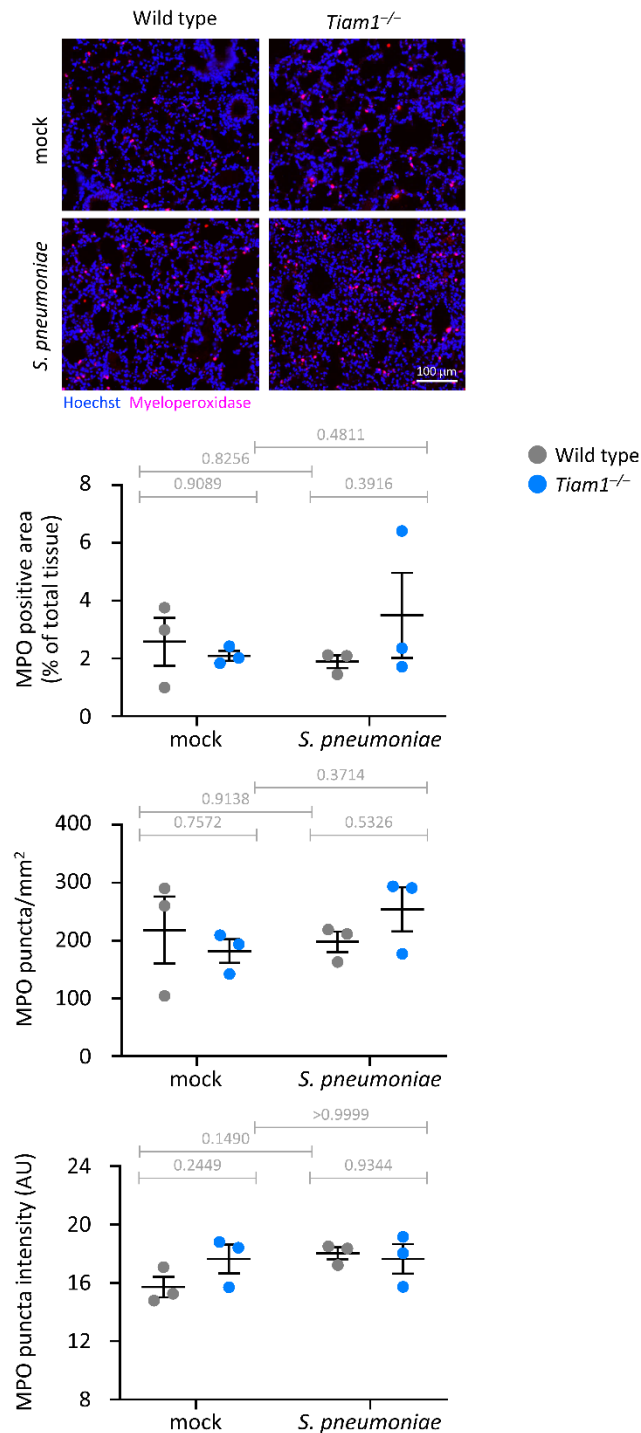 Wild type
Tiam1–/–
mock
S. pneumoniae
100 µm
Hoechst Myeloperoxidase
0.4811
0.8256
0.9089
0.3916
Wild type
Tiam1–/–
MPO positive area
(% of total tissue)
8
6
4
2
0
mock
S. pneumoniae
0.3714
0.9138
0.7572
0.5326
MPO puncta/mm²
400
300
200
100
0
mock
S. pneumoniae
>0.9999
0.1490
0.2449
0.9344
MPO puncta intensity (AU)
24
20
16
12
8
mock
S. pneumoniae